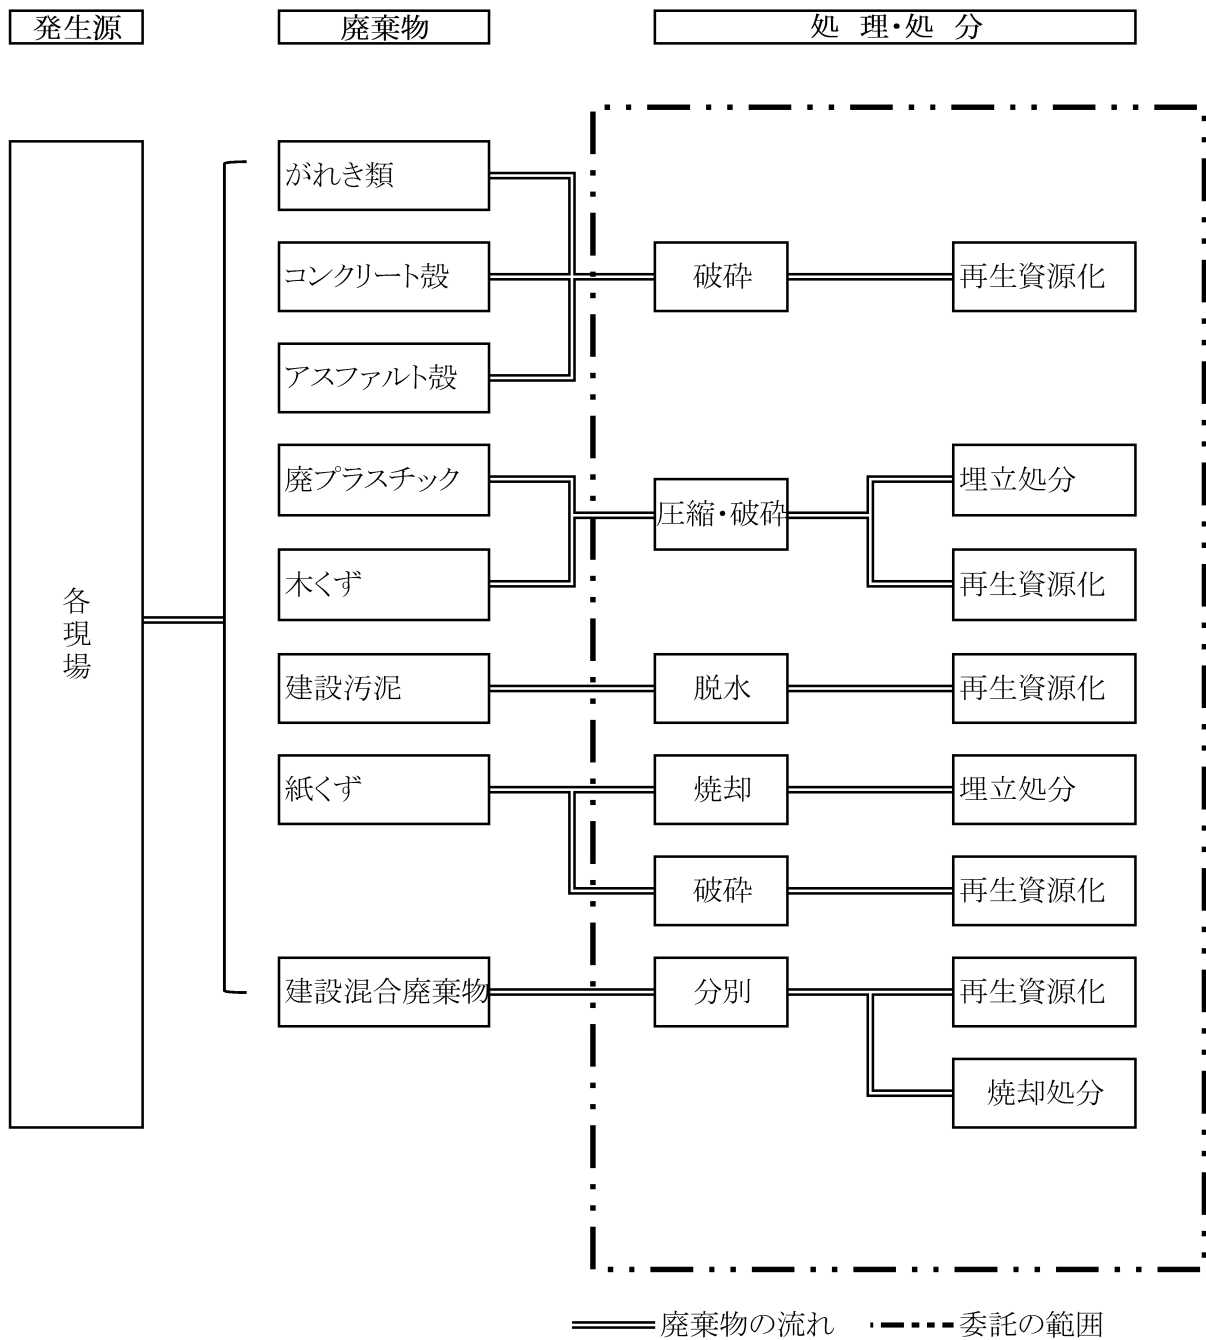 発生源
廃棄物
処 理・処 分
各現場
がれき類
コンクリート殻
破砕
再生資源化
アスファルト殻
廃プラスチック
圧縮・破砕
埋立処分
木くず
再生資源化
建設汚泥
脱水
再生資源化
紙くず
焼却
埋立処分
破砕
再生資源化
建設混合廃棄物
分別
再生資源化
焼却処分
廃棄物の流れ
委託の範囲